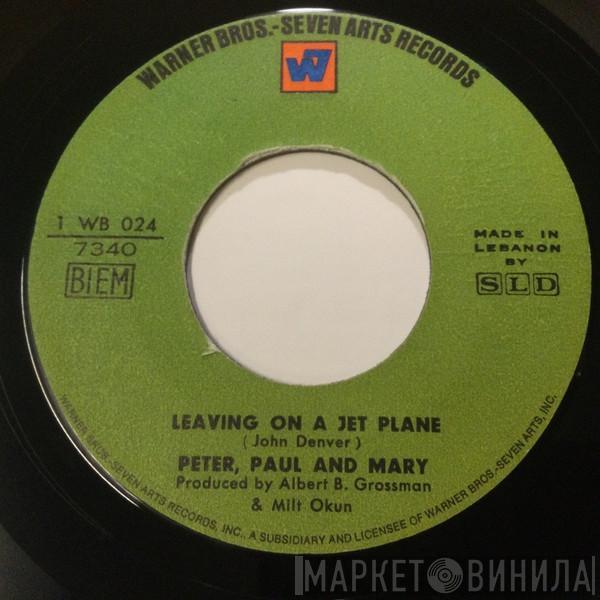 WARNER BROS.-SEVEN ARTS RECORDS
W7
1 WB 024
7340
BIEM
MADE IN
LEBANON
BY
SLD
LEAVING ON A JET PLANE
( John Denver )
PETER, PAUL AND MARY
Produced by Albert B. Grossman
& Milt Okun
WARNER BROS.-SEVEN ARTS RECORDS, INC., A SUBSIDIARY AND LICENSEE OF WARNER BROS.-SEVEN ARTS, INC.
МАРКЕТ ВИНИЛА